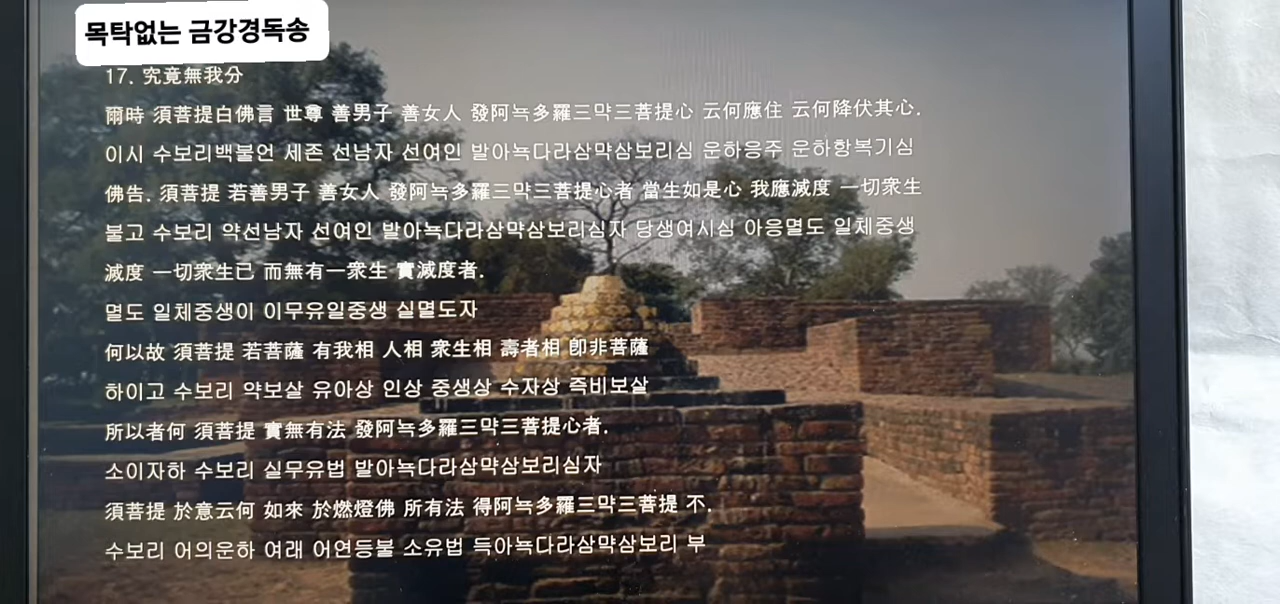 목탁없는 금강경독송
17. 究竟無我分
爾時 須菩提白佛言 世尊 善男子 善女人 發阿뇩多羅三먁三菩提心 云何應住 云何降伏其心.
이시 수보리백불언 세존 선남자 선여인 발아뇩다라삼먁삼보리심 운하응주 운하항복기심
佛告. 須菩提 若善男子 善女人 發阿뇩多羅三먁三菩提心者 當生如是心 我應滅度 一切衆生
불고 수보리 약선남자 선여인 발아뇩다라삼먁삼보리심자 당생여시심 아응멸도 일체중생
滅度 一切衆生已 而無有一衆生 實滅度者.
멸도 일체중생이 이무유일중생 실멸도자
何以故 須菩提 若菩薩 有我相 人相 衆生相 壽者相 卽非菩薩
하이고 수보리 약보살 유아상 인상 중생상 수자상 즉비보살
所以者何 須菩提 實無有法 發阿뇩多羅三먁三菩提心者.
소이자하 수보리 실무유법 발아뇩다라삼먁삼보리심자
須菩提 於意云何 如來 於燃燈佛 所有法 得阿뇩多羅三먁三菩提 不.
수보리 어의운하 여래 어연등불 소유법 득아뇩다라삼먁삼보리 부